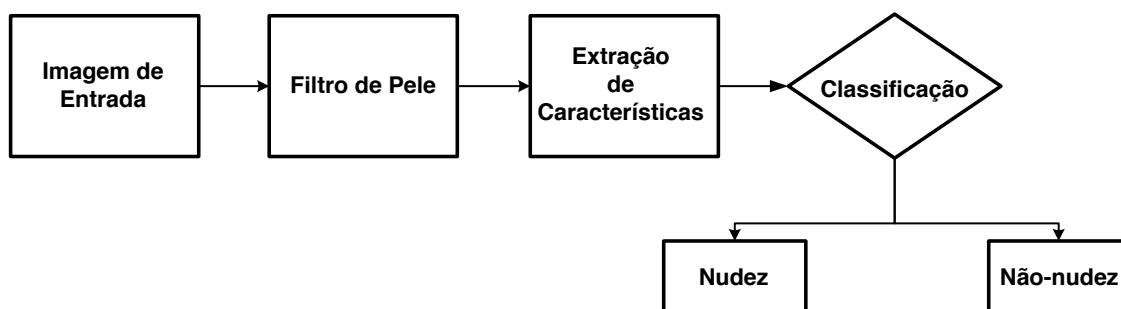 Imagem de
Entrada
Filtro de Pele
Extração
de
Características
Classificação
Nudez
Não-nudez